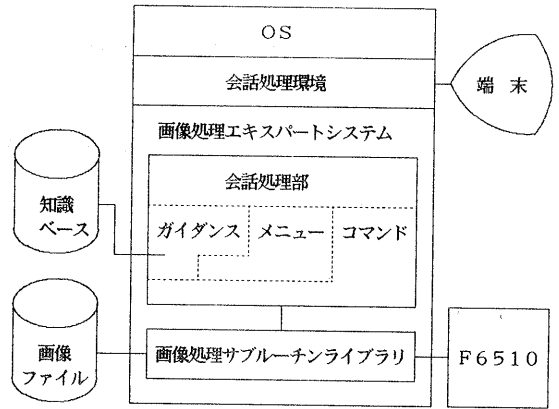 OS
会話処理環境
端末
画像処理エキスパートシステム
会話処理部
知識
ベース
ガイダンス
メニュー
コマンド
画像
ファイル
画像処理サブルーチンライブラリ
F6510